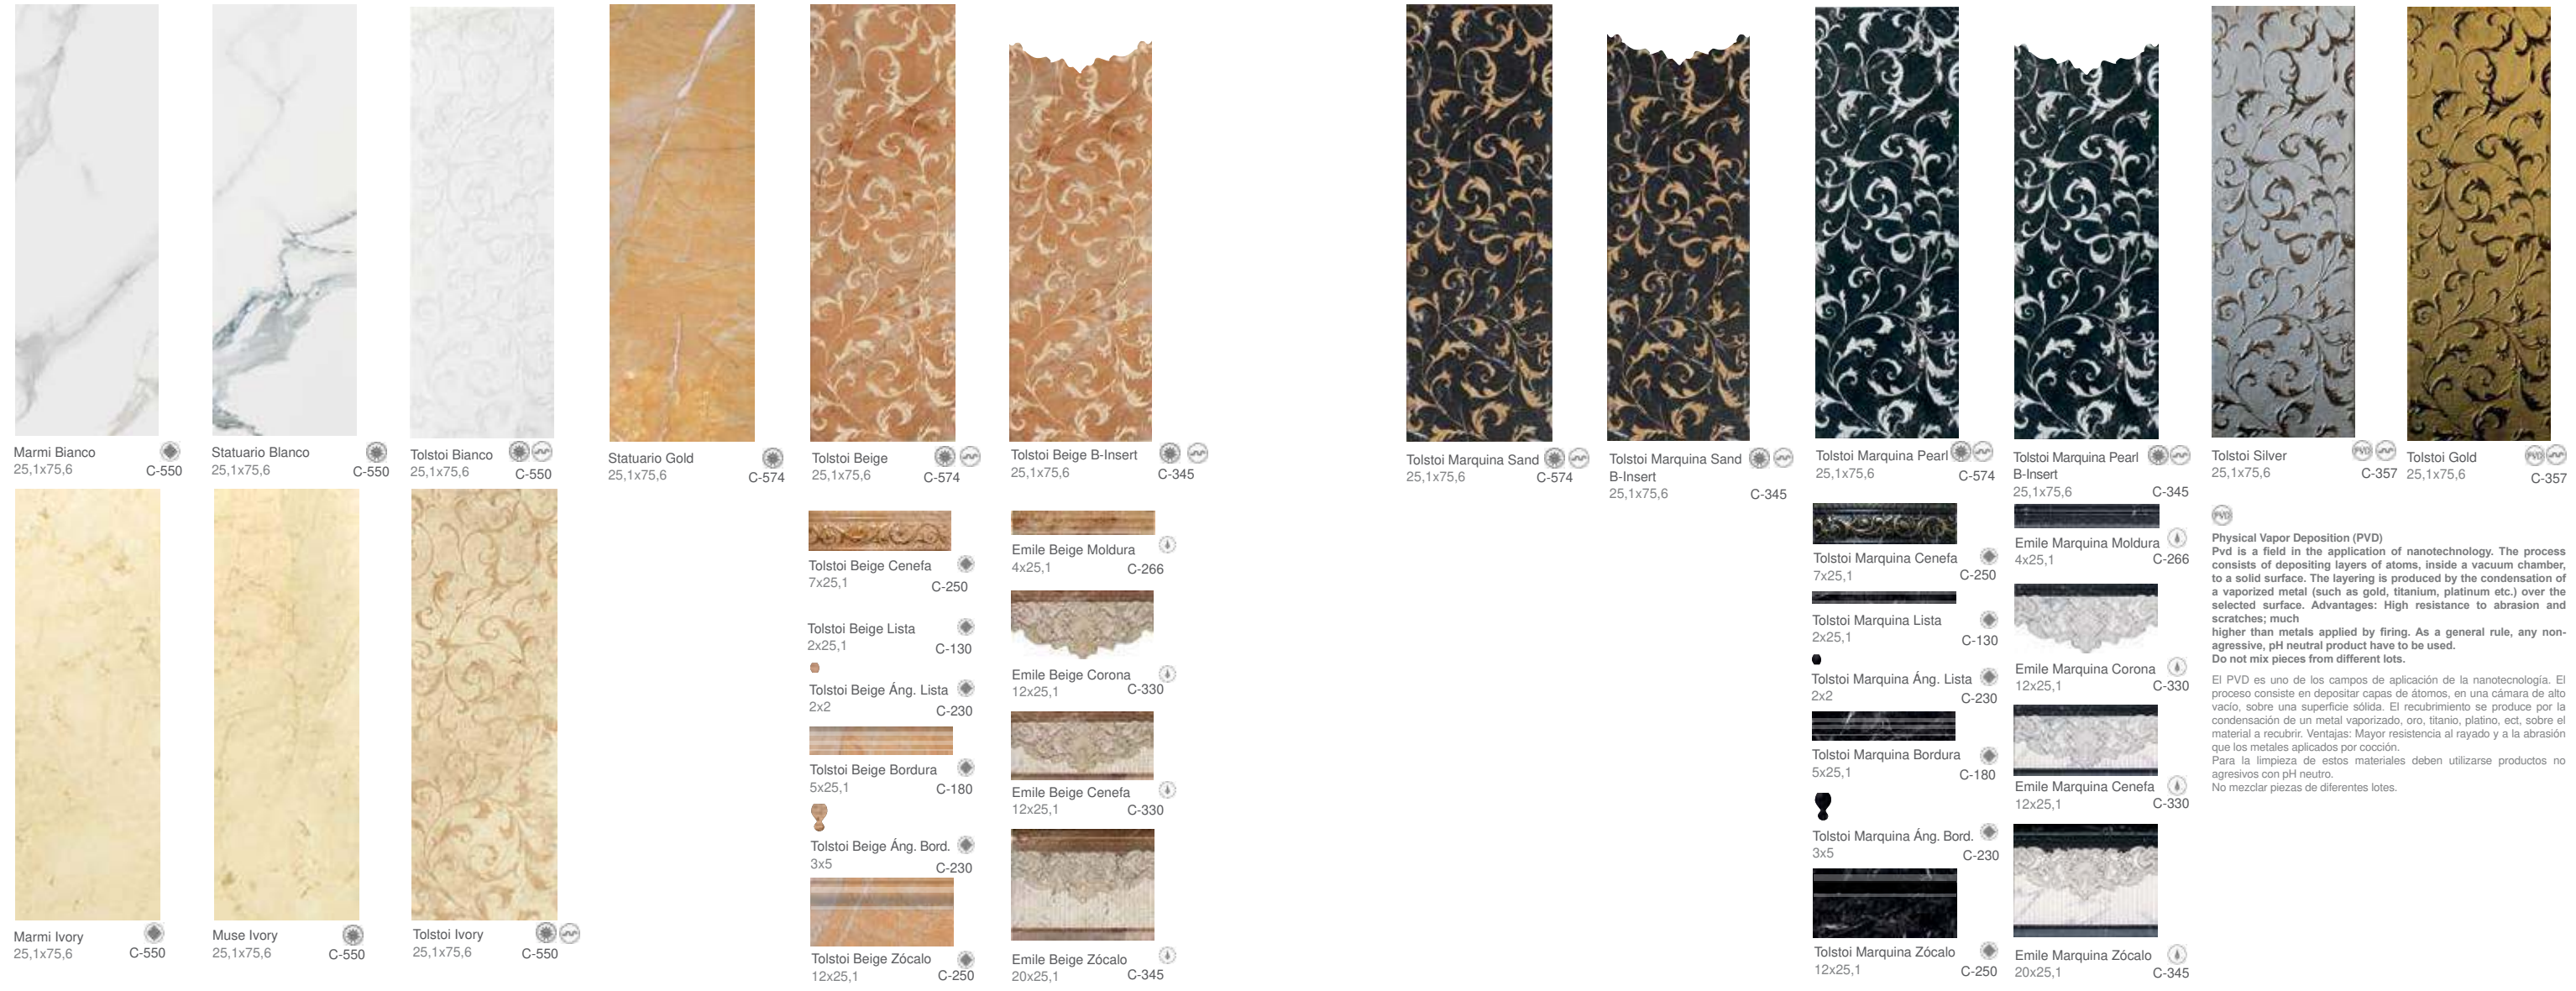 Marmi Bianco
25,1x75,6
C-550
Statuario Blanco
25,1x75,6
C-550
Tolstoi Bianco
25,1x75,6
C-550
Statuario Gold
25,1x75,6
C-574
Tolstoi Beige
25,1x75,6
C-574
Tolstoi Beige B-Insert
25,1x75,6
C-345
Tolstoi Marquina Sand
25,1x75,6
C-574
Tolstoi Marquina Sand
B-Insert
25,1x75,6
C-345
Tolstoi Marquina Pearl
25,1x75,6
C-574
Tolstoi Marquina Pearl
B-Insert
25,1x75,6
C-345
PVD
Tolstoi Silver
25,1x75,6
C-357
PVD
Tolstoi Gold
25,1x75,6
C-357
Marmi Ivory
25,1x75,6
C-550
Muse Ivory
25,1x75,6
C-550
Tolstoi Ivory
25,1x75,6
C-550
Tolstoi Beige Cenefa
7x25,1
C-250
Tolstoi Beige Lista
2x25,1
C-130
Tolstoi Beige Áng. Lista
2x2
C-230
Tolstoi Beige Bordura
5x25,1
C-180
Tolstoi Beige Áng. Bord.
3x5
C-230
Tolstoi Beige Zócalo
12x25,1
C-250
Emile Beige Moldura
4x25,1
C-266
Emile Beige Corona
12x25,1
C-330
Emile Beige Cenefa
12x25,1
C-330
Emile Beige Zócalo
20x25,1
C-345
Tolstoi Marquina Cenefa
7x25,1
C-250
Tolstoi Marquina Lista
2x25,1
C-130
Tolstoi Marquina Áng. Lista
2x2
C-230
Tolstoi Marquina Bordura
5x25,1
C-180
Tolstoi Marquina Áng. Bord.
3x5
C-230
Tolstoi Marquina Zócalo
12x25,1
C-250
Emile Marquina Moldura
4x25,1
C-266
Emile Marquina Corona
12x25,1
C-330
Emile Marquina Cenefa
12x25,1
C-330
Emile Marquina Zócalo
20x25,1
C-345
PVD
Physical Vapor Deposition (PVD)
Pvd is a field in the application of nanotechnology. The process
consists of depositing layers of atoms, inside a vacuum chamber,
to a solid surface. The layering is produced by the condensation of
a vaporized metal (such as gold, titanium, platinum etc.) over the
selected surface. Advantages: High resistance to abrasion and
scratches; much
higher than metals applied by firing. As a general rule, any non-
agressive, pH neutral product have to be used.
Do not mix pieces from different lots.
El PVD es uno de los campos de aplicación de la nanotecnología. El
proceso consiste en depositar capas de átomos, en una cámara de alto
vacío, sobre una superficie sólida. El recubrimiento se produce por la
condensación de un metal vaporizado, oro, titanio, platino, ect, sobre el
material a recubrir. Ventajas: Mayor resistencia al rayado y a la abrasión
que los metales aplicados por cocción.
Para la limpieza de estos materiales deben utilizarse productos no
agresivos con pH neutro.
No mezclar piezas de diferentes lotes.